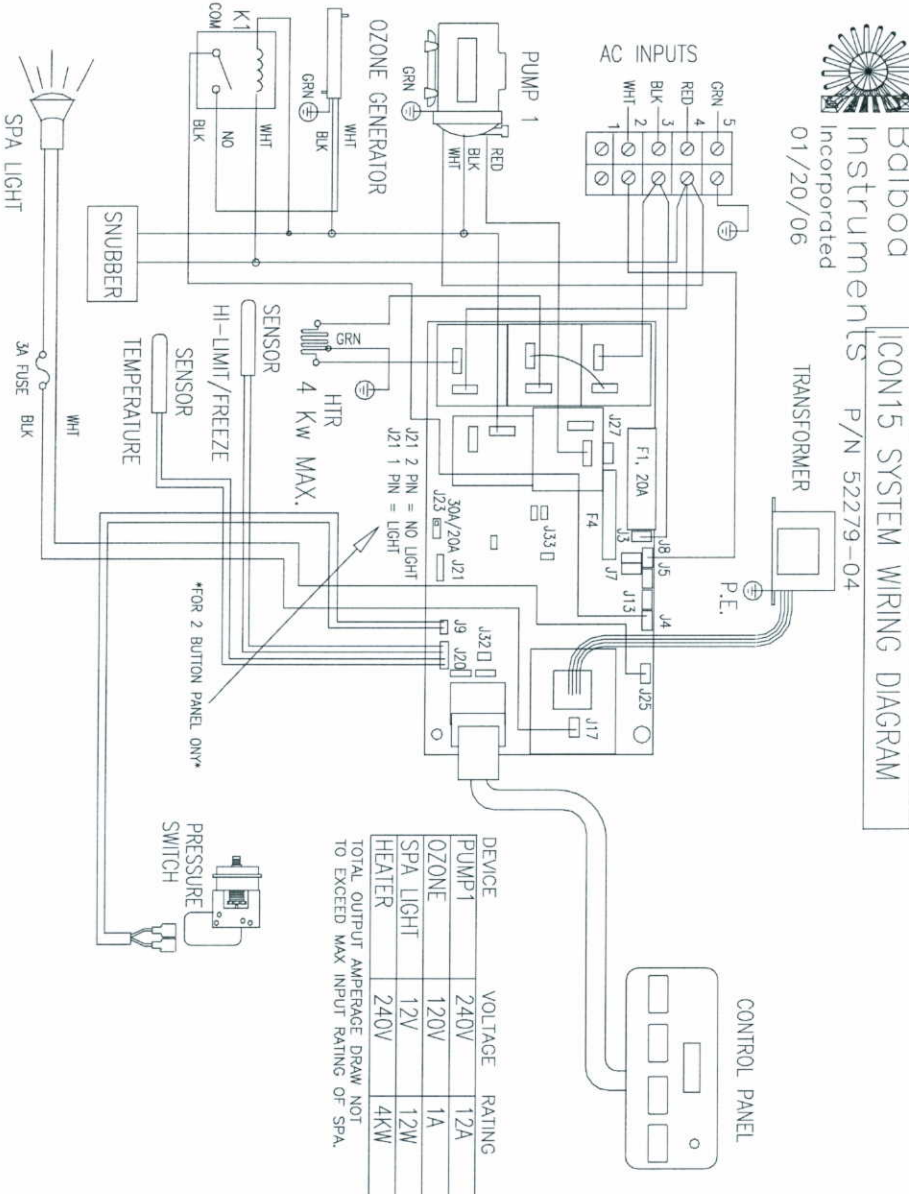 Balboa
Instruments
Incorporated
01/20/06
ICON15 SYSTEM WIRING DIAGRAM
P/N 52279-04
TRANSFORMER
P.E.
AC INPUTS
GRN 5
RED 4
BLK 3
WHT 2
1
PUMP 1
RED
BLK
WHT
GRN
OZONE GENERATOR
WHT
BLK
GRN
K1
COM
WHT
NO
BLK
SPA LIGHT
SNUBBER
3A FUSE
WHT
BLK
SENSOR
HI-LIMIT/FREEZE
SENSOR
TEMPERATURE
GRN
HTR
4 Kw MAX.
J21 2 PIN = NO LIGHT
J21 1 PIN = LIGHT
*FOR 2 BUTTON PANEL ONY*
F1, 20A
J27
F4
J3
J8
J5
J7
J13
J4
J25
J33
30A/20A
J23
J21
J9
J20
J32
J17
PRESSURE
SWITCH
CONTROL PANEL
DEVICE VOLTAGE RATING
PUMP1 240V 12A
OZONE 120V 1A
SPA LIGHT 12V 12W
HEATER 240V 4KW
TOTAL OUTPUT AMPERAGE DRAW NOT
TO EXCEED MAX INPUT RATING OF SPA.